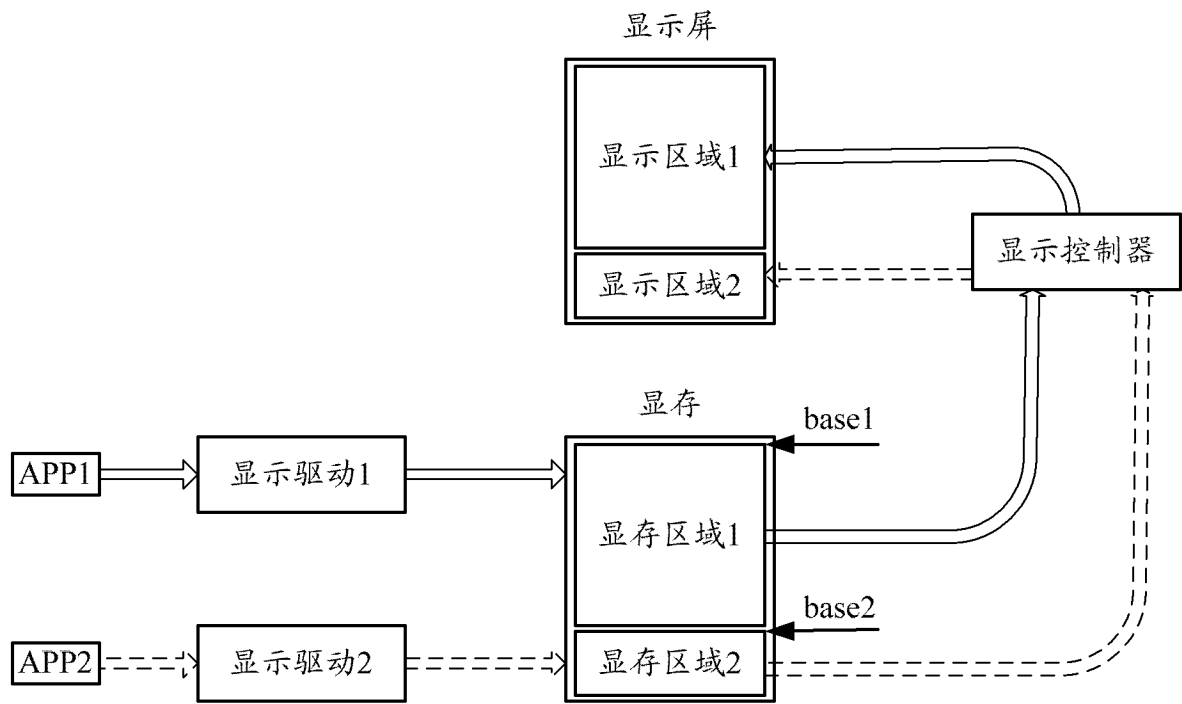 显示屏
显示区域1
显示控制器
显示区域2
显存
base1
APP1
显示驱动1
显存区域1
base2
APP2
显示驱动2
显存区域2